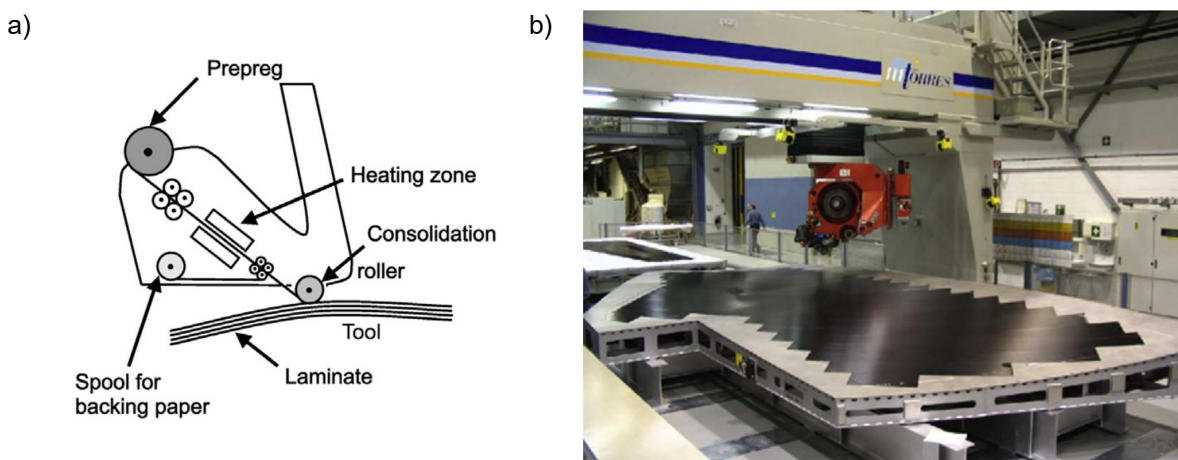 a)
Prepreg
Heating zone
Consolidation
roller
Tool
Laminate
Spool for
backing paper
b)
mTORRES